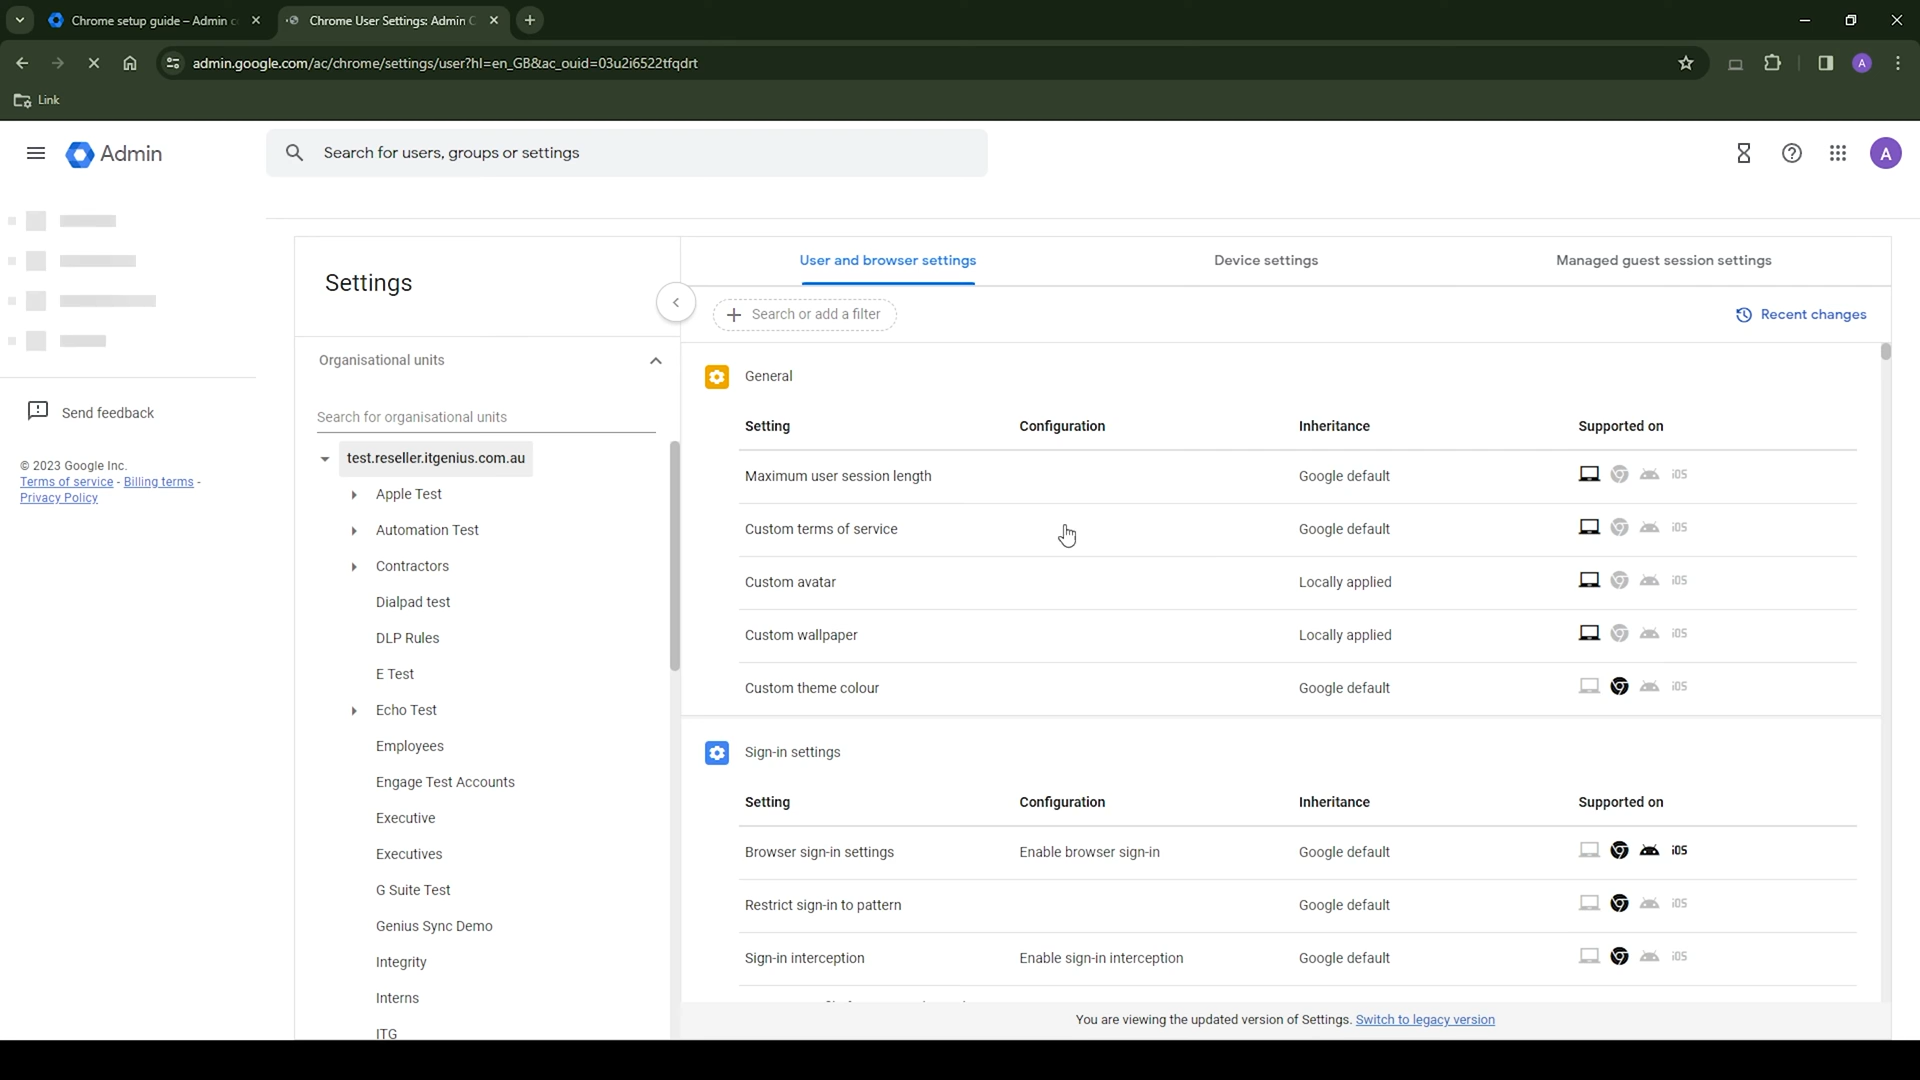 Chrome setup guide – Admin c
Chrome User Settings: Admin C
admin.google.com/ac/chrome/settings/user?hl=en_GB&ac_ouid=03u2i6522tfqdrt
A
Link
Admin
Search for users, groups or settings
A
Send feedback
© 2023 Google Inc.
Terms of service - Billing terms -
Privacy Policy
Settings
Organisational units
Search for organisational units
test.reseller.itgenius.com.au
Apple Test
Automation Test
Contractors
Dialpad test
DLP Rules
E Test
Echo Test
Employees
Engage Test Accounts
Executive
Executives
G Suite Test
Genius Sync Demo
Integrity
Interns
ITG
User and browser settings
Device settings
Managed guest session settings
Search or add a filter
Recent changes
General
Setting Configuration Inheritance Supported on
Maximum user session length Google default iOS
Custom terms of service Google default iOS
Custom avatar Locally applied iOS
Custom wallpaper Locally applied iOS
Custom theme colour Google default iOS
Sign-in settings
Setting Configuration Inheritance Supported on
Browser sign-in settings Enable browser sign-in Google default iOS
Restrict sign-in to pattern Google default iOS
Sign-in interception Enable sign-in interception Google default iOS
You are viewing the updated version of Settings. Switch to legacy version